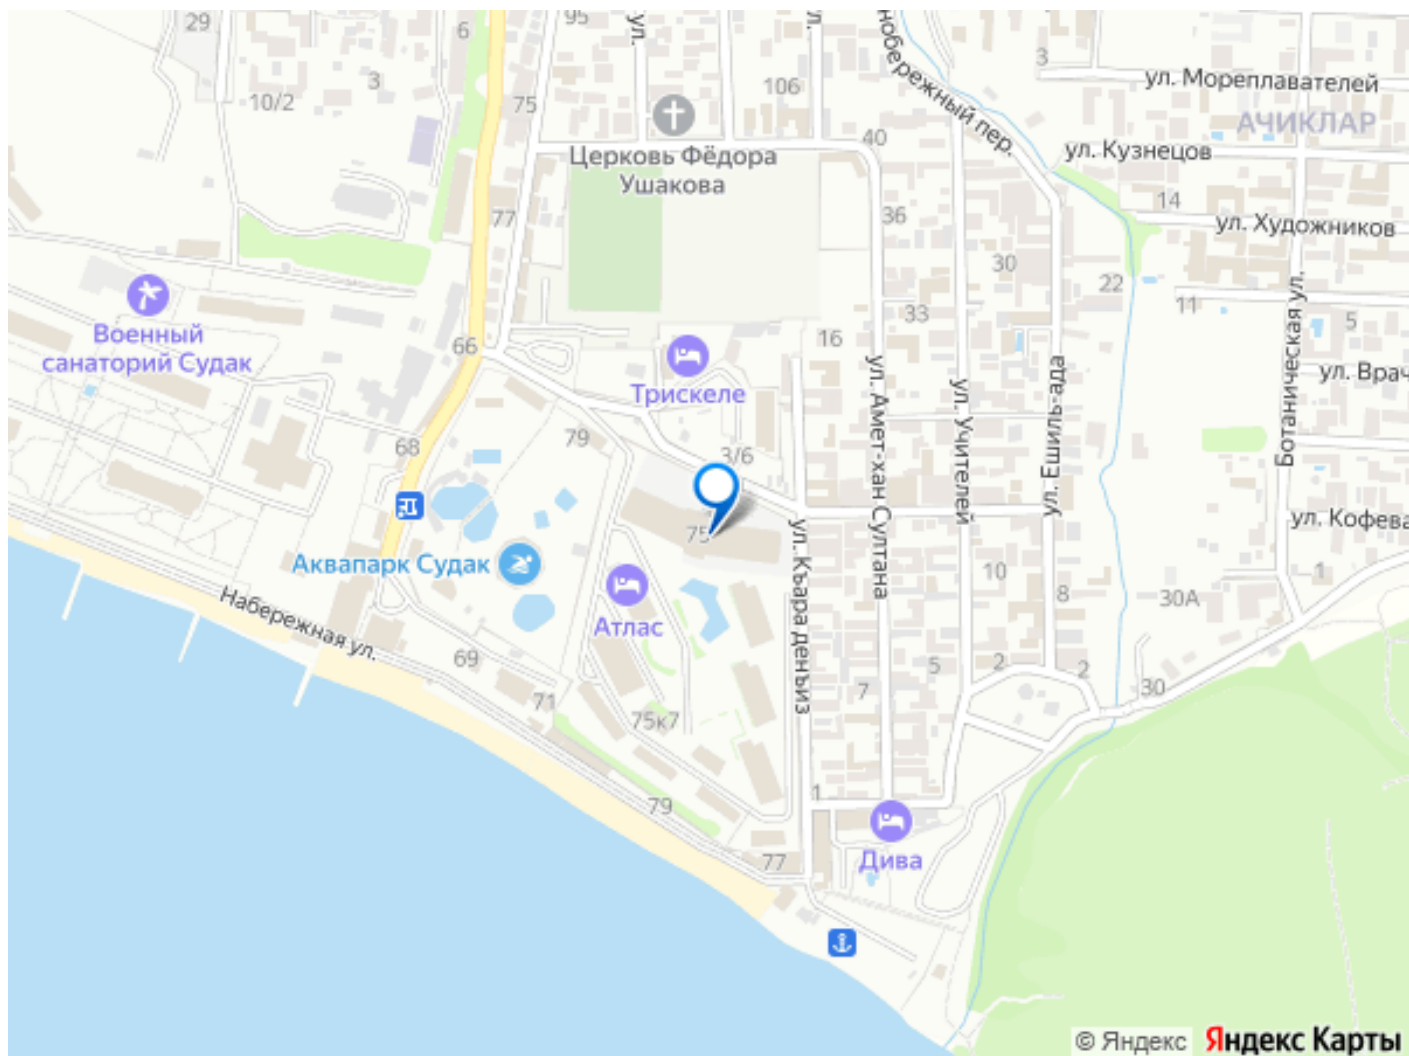 29
6
95
ул.
ул.
нобережный пер.
3
ул. Мореплавателей
3
10/2
75
106
АЧИКЛАР
40
ул. Кузнецов
Церковь Фёдора
Ушакова
14
77
36
ул. Художников
30
22
11
33
5
Военный
санаторий Судак
66
16
Трискеле
ул. Врач
ул. Амет-хан Султана
ул. Учителей
ул. Ешиль-ада
Ботаническая ул.
79
68
3/6
75
ул. Къара денъиз
ул. Кофева
Аквапарк Судак
10
8
30А
1
Набережная ул.
Атлас
69
5
2
2
7
30
71
75к7
79
1
77
Дива
© Яндекс
Яндекс Карты